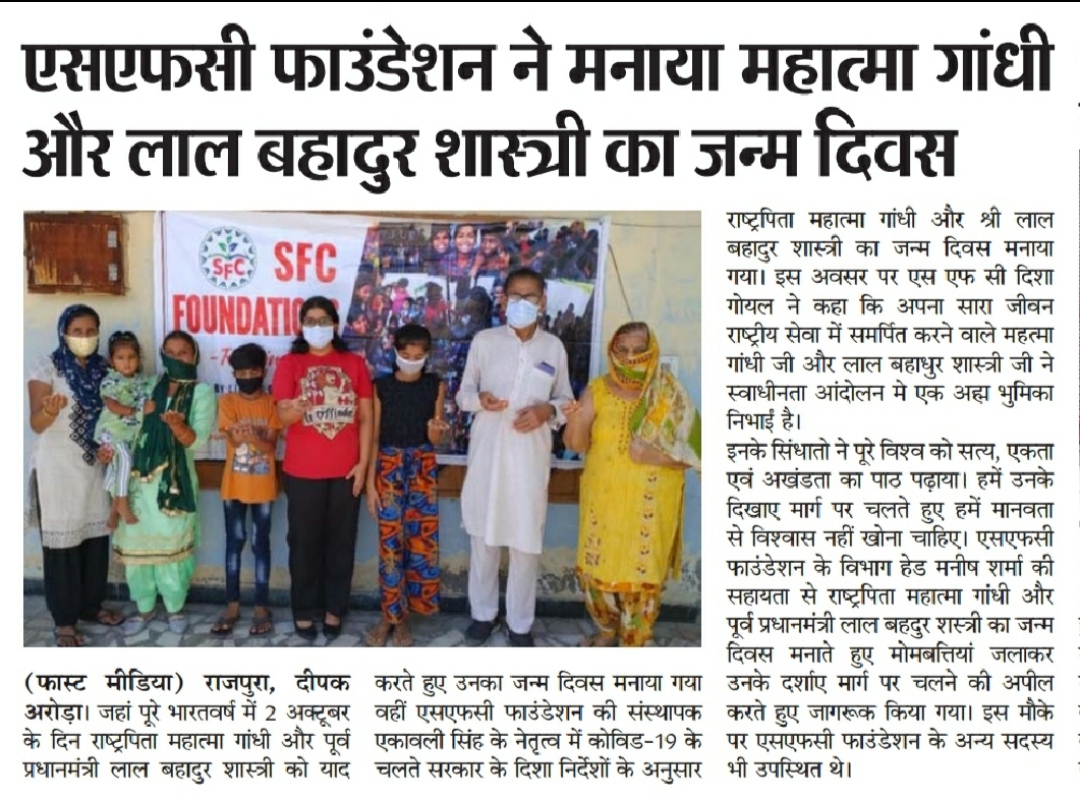 एसएफसी फाउंडेशन ने मनाया महात्मा गांधी
और लाल बहादुर शास्त्री का जन्म दिवस
SFC
SFC
FOUNDATION
(फास्ट मीडिया) राजपुरा, दीपक
अरोड़ा। जहां पूरे भारतवर्ष में 2 अक्टूबर
के दिन राष्ट्रपिता महात्मा गांधी और पूर्व
प्रधानमंत्री लाल बहादुर शास्त्री को याद
करते हुए उनका जन्म दिवस मनाया गया
वहीं एसएफसी फाउंडेशन की संस्थापक
एकावली सिंह के नेतृत्व में कोविड-19 के
चलते सरकार के दिशा निर्देशों के अनुसार
राष्ट्रपिता महात्मा गांधी और श्री लाल
बहादुर शास्त्री का जन्म दिवस मनाया
गया। इस अवसर पर एस एफ सी दिशा
गोयल ने कहा कि अपना सारा जीवन
राष्ट्रीय सेवा में समर्पित करने वाले महत्मा
गांधी जी और लाल बहाधुर शास्त्री जी ने
स्वाधीनता आंदोलन मे एक अह्म भुमिका
निभाई है।
इनके सिंधातो ने पूरे विश्व को सत्य, एकता
एवं अखंडता का पाठ पढ़ाया। हमें उनके
दिखाए मार्ग पर चलते हुए हमें मानवता
से विश्वास नहीं खोना चाहिए। एसएफसी
फाउंडेशन के विभाग हेड मनीष शर्मा की
सहायता से राष्ट्रपिता महात्मा गांधी और
पूर्व प्रधानमंत्री लाल बहदुर शस्त्री का जन्म
दिवस मनाते हुए मोमबत्तियां जलाकर
उनके दर्शाए मार्ग पर चलने की अपील
करते हुए जागरूक किया गया। इस मौके
पर एसएफसी फाउंडेशन के अन्य सदस्य
भी उपस्थित थे।